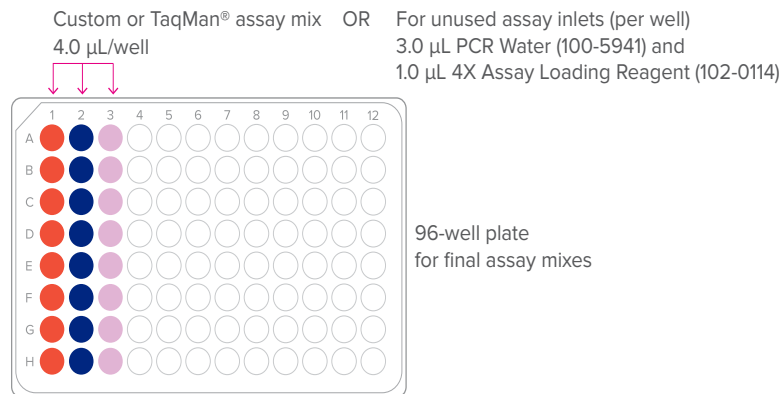 Custom or TaqMan® assay mix OR For unused assay inlets (per well)
4.0 µL/well 3.0 µL PCR Water (100-5941) and
1.0 µL 4X Assay Loading Reagent (102-0114)
1 2 3 4 5 6 7 8 9 10 11 12
A
B
C
D
E
F
G
H
96-well plate
for final assay mixes